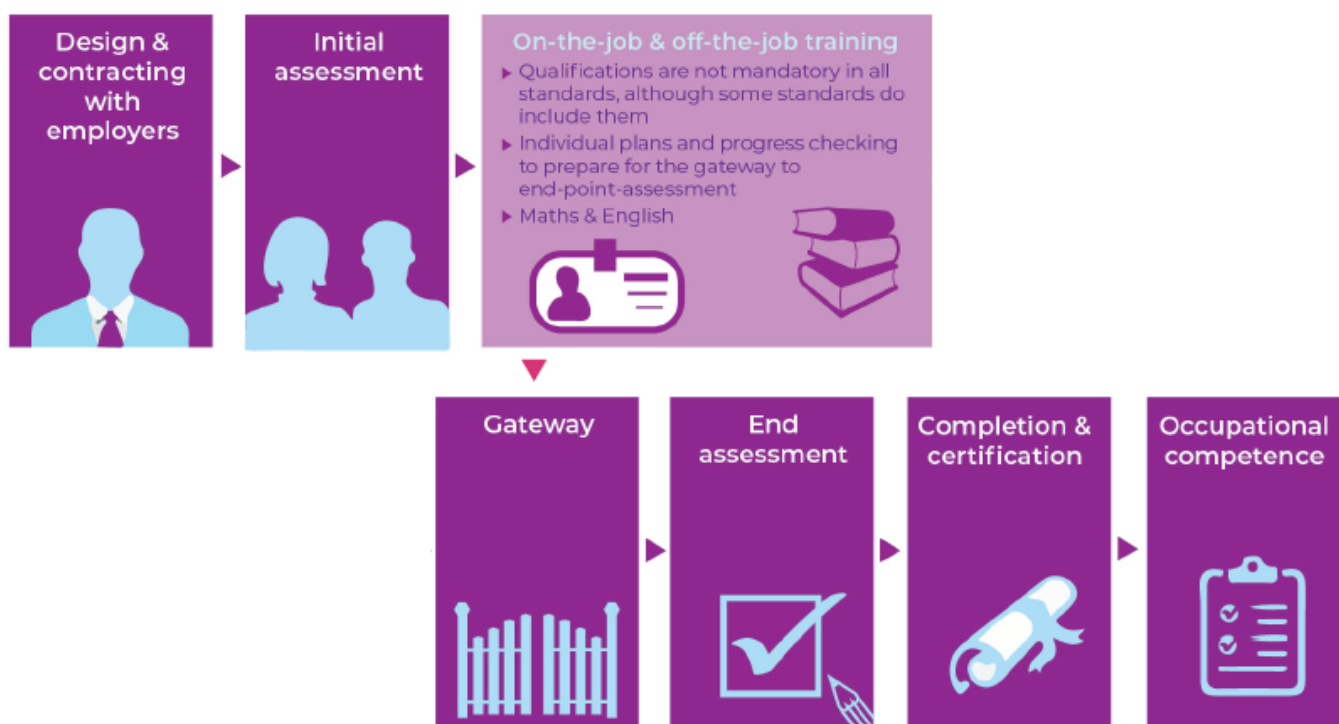 Design &
contracting
with
employers
Initial
assessment
On-the-job & off-the-job training
Qualifications are not mandatory in all
standards, although some standards do
include them
Individual plans and progress checking
to prepare for the gateway to
end-point-assessment
Maths & English
Gateway
End
assessment
Completion &
certification
Occupational
competence